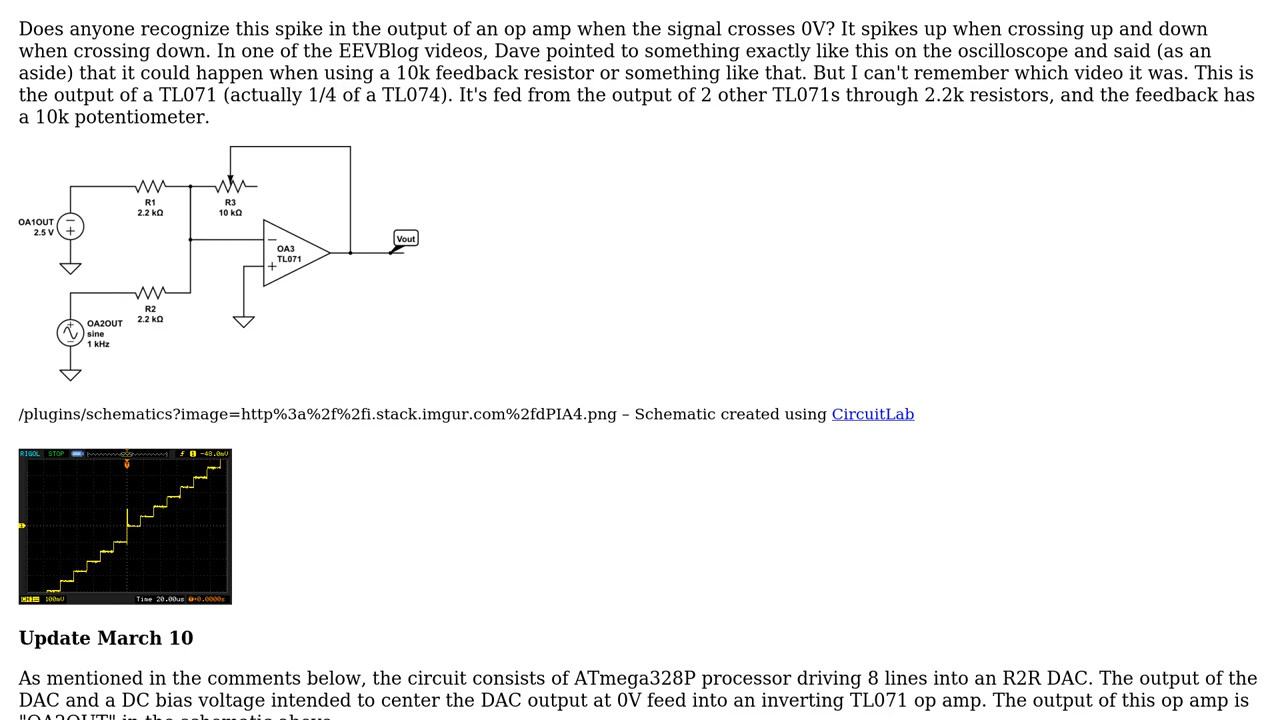 Does anyone recognize this spike in the output of an op amp when the signal crosses 0V? It spikes up when crossing up and down
when crossing down. In one of the EEVBlog videos, Dave pointed to something exactly like this on the oscilloscope and said (as an
aside) that it could happen when using a 10k feedback resistor or something like that. But I can't remember which video it was. This is
the output of a TL071 (actually 1/4 of a TL074). It's fed from the output of 2 other TL071s through 2.2k resistors, and the feedback has
a 10k potentiometer.
R1
2.2 kΩ
R3
10 kΩ
OA1OUT
2.5 V
Vout
OA3
TL071
R2
2.2 kΩ
OA2OUT
sine
1 kHz
/plugins/schematics?image=http%3a%2f%2fi.stack.imgur.com%2fdPIA4.png – Schematic created using CircuitLab
RIGOL STOP -48.0mV
CH1 100mV Time 20.00us +0.0000s
Update March 10
As mentioned in the comments below, the circuit consists of ATmega328P processor driving 8 lines into an R2R DAC. The output of the
DAC and a DC bias voltage intended to center the DAC output at 0V feed into an inverting TL071 op amp. The output of this op amp is
"OA2OUT" in the schematic above.